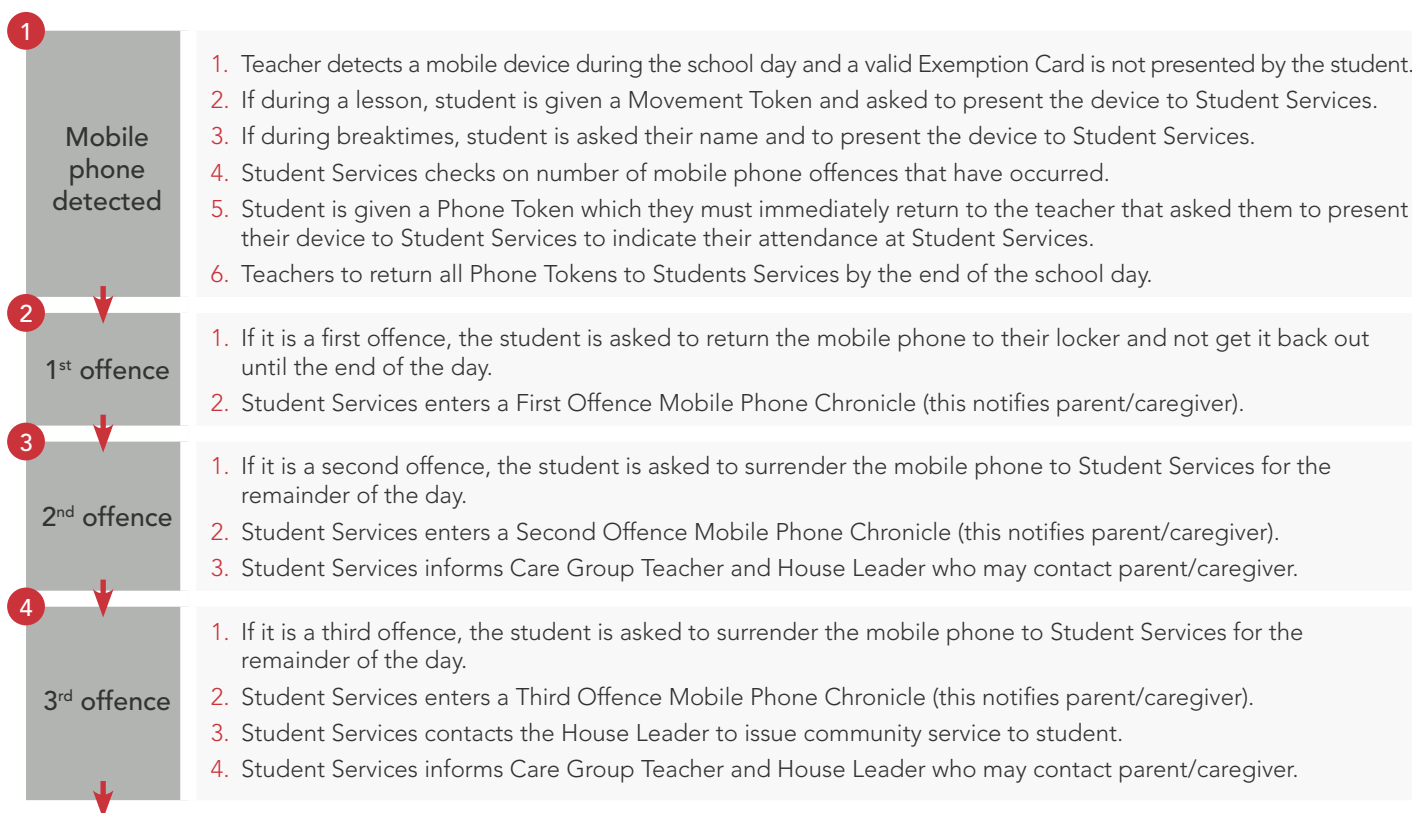 1
Mobile
phone
detected
1. Teacher detects a mobile device during the school day and a valid Exemption Card is not presented by the student.
2. If during a lesson, student is given a Movement Token and asked to present the device to Student Services.
3. If during breaktimes, student is asked their name and to present the device to Student Services.
4. Student Services checks on number of mobile phone offences that have occurred.
5. Student is given a Phone Token which they must immediately return to the teacher that asked them to present
their device to Student Services to indicate their attendance at Student Services.
6. Teachers to return all Phone Tokens to Students Services by the end of the school day.
2
1st offence
1. If it is a first offence, the student is asked to return the mobile phone to their locker and not get it back out
until the end of the day.
2. Student Services enters a First Offence Mobile Phone Chronicle (this notifies parent/caregiver).
3
2nd offence
1. If it is a second offence, the student is asked to surrender the mobile phone to Student Services for the
remainder of the day.
2. Student Services enters a Second Offence Mobile Phone Chronicle (this notifies parent/caregiver).
3. Student Services informs Care Group Teacher and House Leader who may contact parent/caregiver.
4
3rd offence
1. If it is a third offence, the student is asked to surrender the mobile phone to Student Services for the
remainder of the day.
2. Student Services enters a Third Offence Mobile Phone Chronicle (this notifies parent/caregiver).
3. Student Services contacts the House Leader to issue community service to student.
4. Student Services informs Care Group Teacher and House Leader who may contact parent/caregiver.